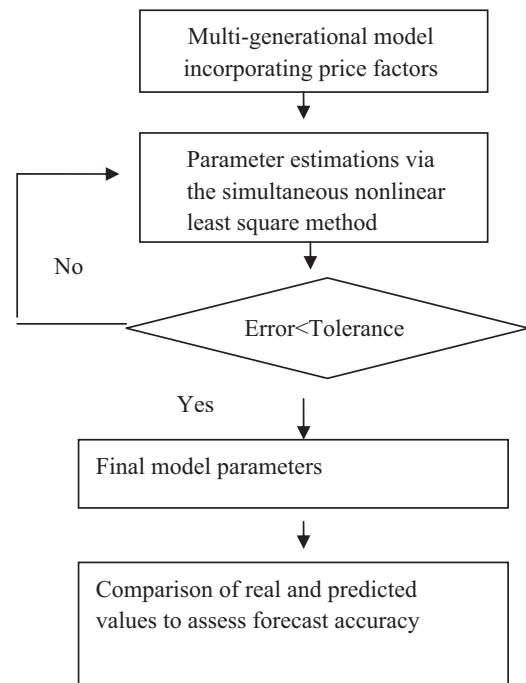 Multi-generational model
incorporating price factors
Parameter estimations via
the simultaneous nonlinear
least square method
No
Error<Tolerance
Yes
Final model parameters
Comparison of real and predicted
values to assess forecast accuracy